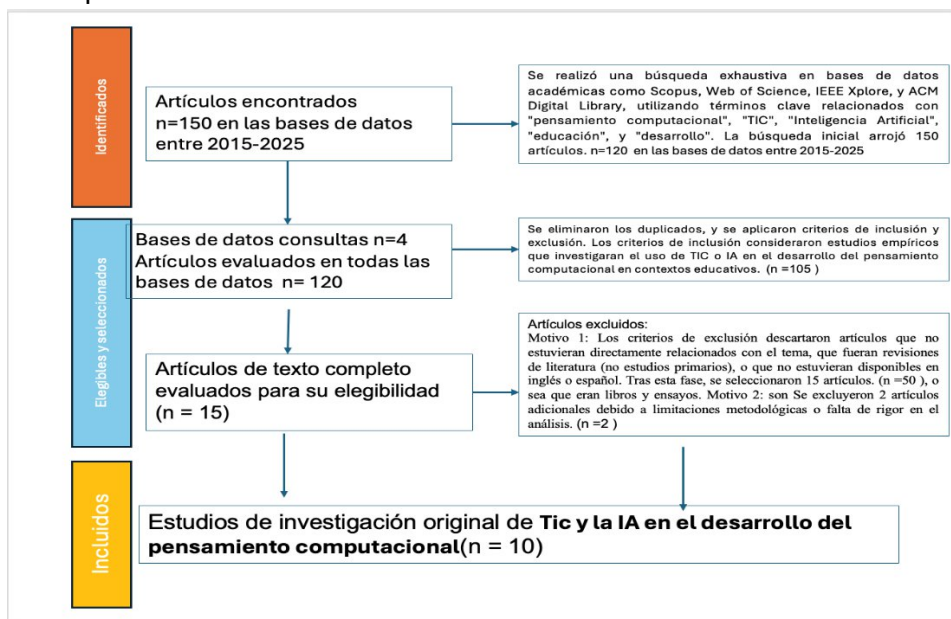 Identificados
Artículos encontrados
n=150 en las bases de datos
entre 2015-2025
Se realizó una búsqueda exhaustiva en bases de datos
académicas como Scopus, Web of Science, IEEE Xplore, y ACM
Digital Library, utilizando términos clave relacionados con
"pensamiento computacional", "TIC", "Inteligencia Artificial",
"educación", y "desarrollo". La búsqueda inicial arrojó 150
artículos. n=120 en las bases de datos entre 2015-2025
Elegibles y seleccionados
Bases de datos consultas n=4
Artículos evaluados en todas las
bases de datos n= 120
Se eliminaron los duplicados, y se aplicaron criterios de inclusión y
exclusión. Los criterios de inclusión consideraron estudios empíricos
que investigaran el uso de TIC o IA en el desarrollo del pensamiento
computacional en contextos educativos. (n =105 )
Artículos de texto completo
evaluados para su elegibilidad
(n = 15)
Artículos excluidos:
Motivo 1: Los criterios de exclusión descartaron artículos que no
estuvieran directamente relacionados con el tema, que fueran revisiones
de literatura (no estudios primarios), o que no estuvieran disponibles en
inglés o español. Tras esta fase, se seleccionaron 15 artículos. (n =50 ), o
sea que eran libros y ensayos. Motivo 2: son Se excluyeron 2 artículos
adicionales debido a limitaciones metodológicas o falta de rigor en el
análisis. (n =2 )
Incluidos
Estudios de investigación original de Tic y la IA en el desarrollo del
pensamiento computacional(n = 10)